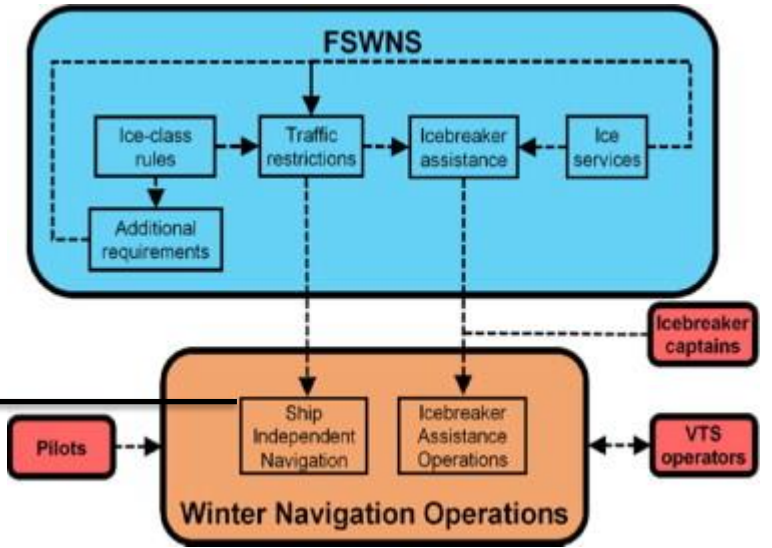 FSWNS
Ice-class
rules
Traffic
restrictions
Icebreaker
assistance
Ice
services
Additional
requirements
Icebreaker
captains
Pilots
Ship
Independent
Navigation
Icebreaker
Assistance
Operations
VTS
operators
Winter Navigation Operations